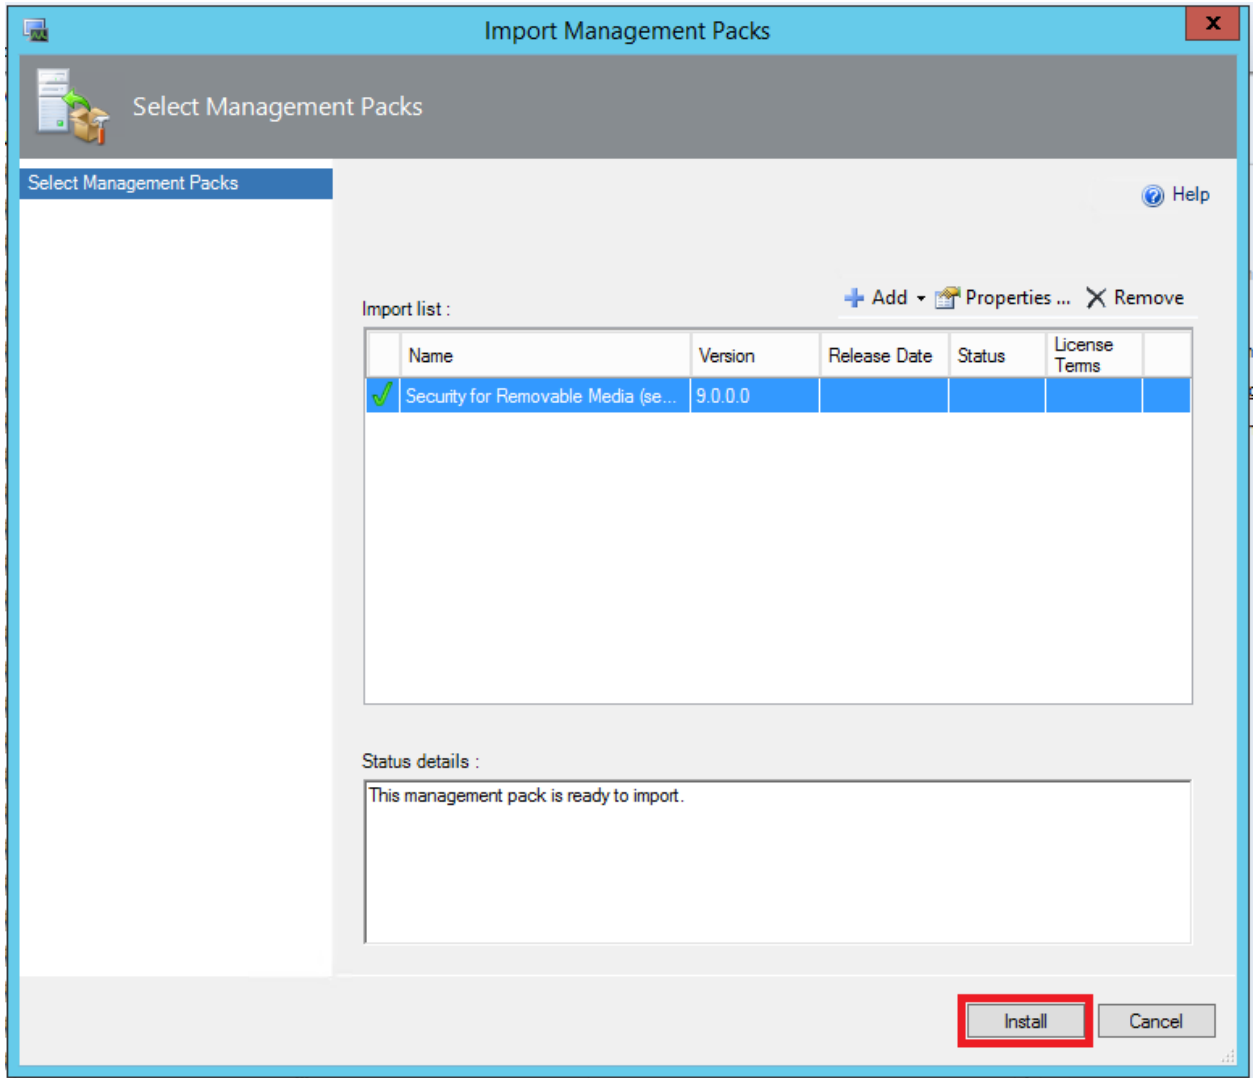 Import Management Packs
x
Select Management Packs
Select Management Packs
Help
Add Properties ... Remove
Import list :
Name Version Release Date Status License Terms
Security for Removable Media (se... 9.0.0.0
Status details :
This management pack is ready to import.
Install Cancel